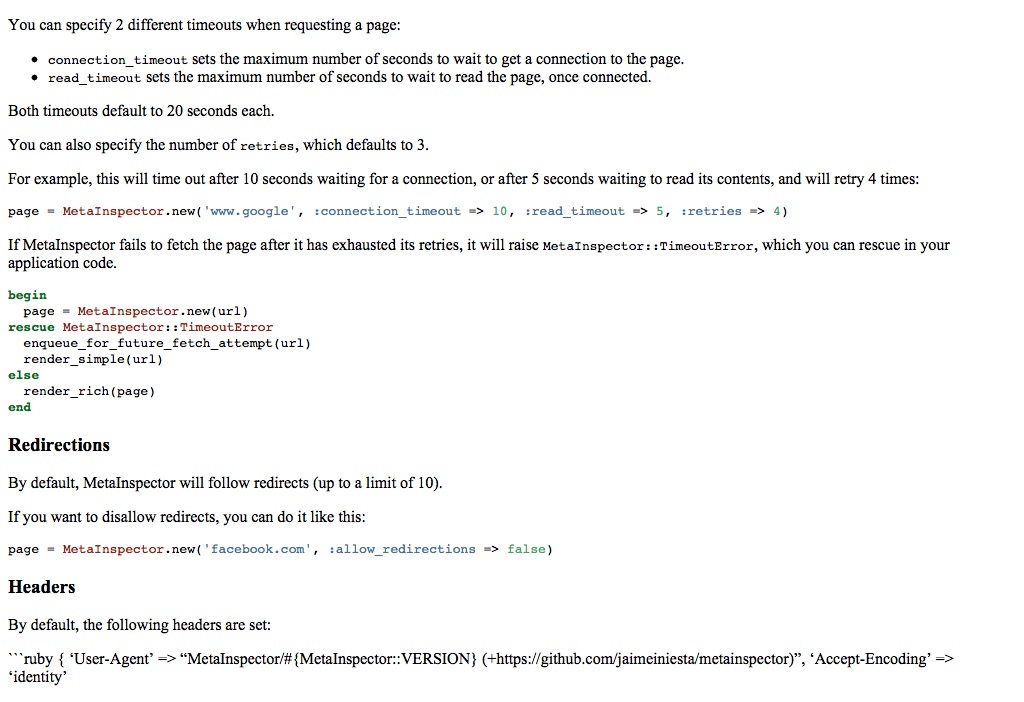 You can specify 2 different timeouts when requesting a page:
• connection_timeout sets the maximum number of seconds to wait to get a connection to the page.
• read_timeout sets the maximum number of seconds to wait to read the page, once connected.
Both timeouts default to 20 seconds each.
You can also specify the number of retries, which defaults to 3.
For example, this will time out after 10 seconds waiting for a connection, or after 5 seconds waiting to read its contents, and will retry 4 times:
page = MetaInspector.new('www.google', :connection_timeout => 10, :read_timeout => 5, :retries => 4)
If MetaInspector fails to fetch the page after it has exhausted its retries, it will raise MetaInspector::TimeoutError, which you can rescue in your
application code.
begin
  page = MetaInspector.new(url)
rescue MetaInspector::TimeoutError
  enqueue_for_future_fetch_attempt(url)
  render_simple(url)
else
  render_rich(page)
end
Redirections
By default, MetaInspector will follow redirects (up to a limit of 10).
If you want to disallow redirects, you can do it like this:
page = MetaInspector.new('facebook.com', :allow_redirections => false)
Headers
By default, the following headers are set:
```ruby { ‘User-Agent’ => “MetaInspector/#{MetaInspector::VERSION} (+https://github.com/jaimeiniesta/metainspector)”, ‘Accept-Encoding’ =>
‘identity’